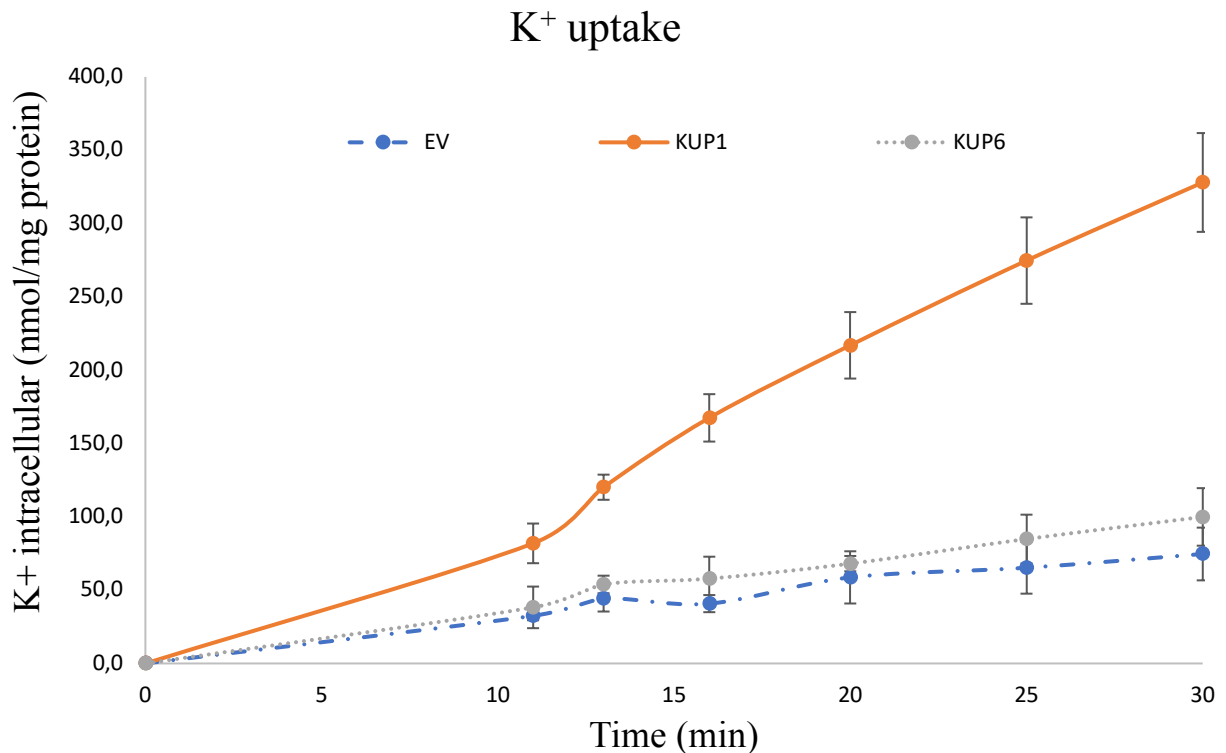 K⁺ uptake
K+ intracellular (nmol/mg protein)
400,0
350,0
300,0
250,0
200,0
150,0
100,0
50,0
0,0
EV KUP1 KUP6
0 5 10 15 20 25 30
Time (min)